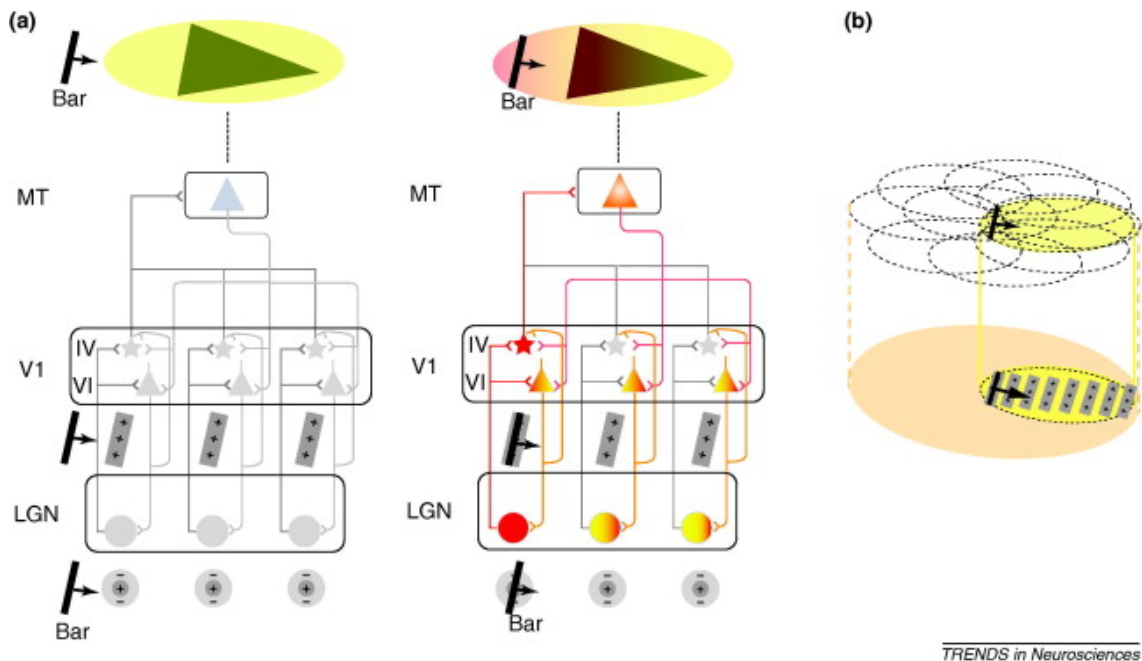 (a)
(b)
Bar
Bar
MT
IV
V1
VI
LGN
Bar
MT
IV
V1
VI
LGN
Bar
TRENDS in Neurosciences